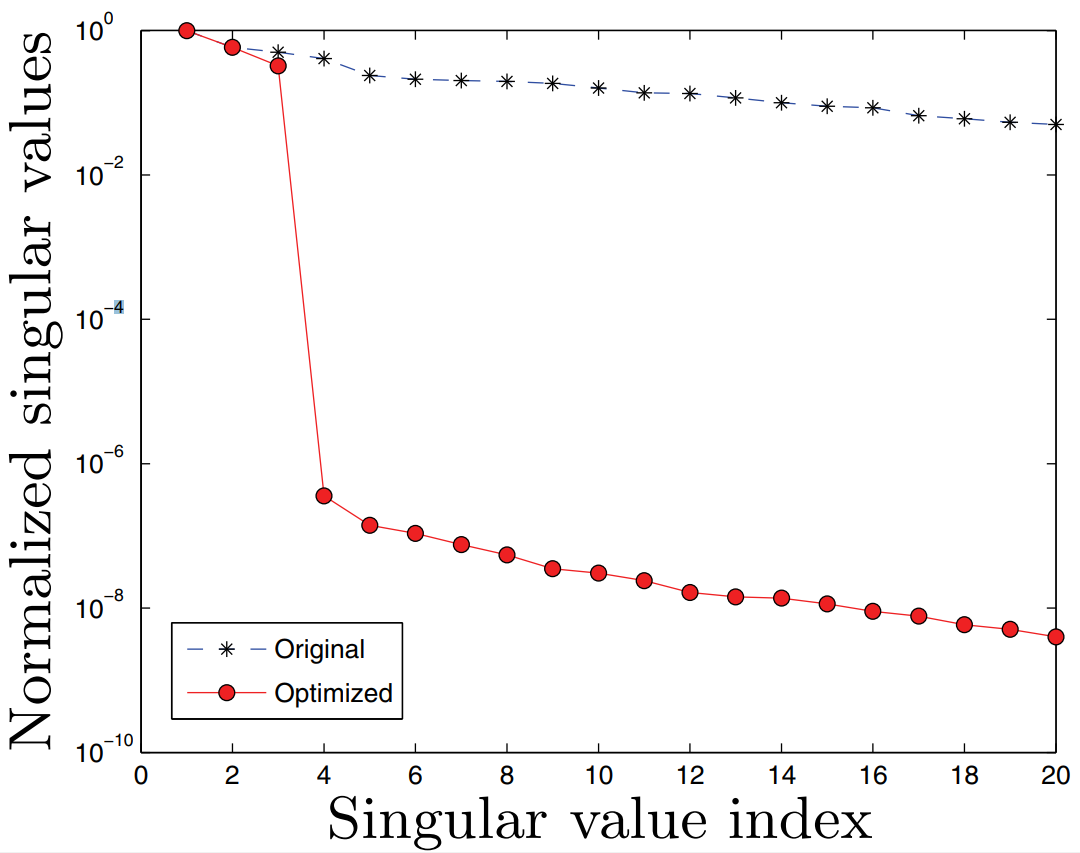 Normalized singular values
10^0
10^−2
10^−4
10^−6
10^−8
10^−10
Original
Optimized
0 2 4 6 8 10 12 14 16 18 20
Singular value index